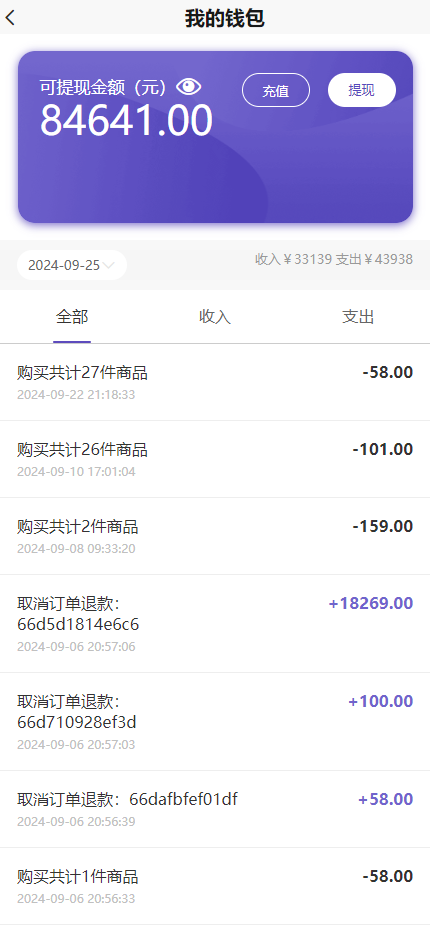 我的钱包
可提现金额（元）
充值
提现
84641.00
2024-09-25
收入￥33139 支出￥43938
全部
收入
支出
购买共计27件商品
-58.00
2024-09-22 21:18:33
购买共计26件商品
-101.00
2024-09-10 17:01:04
购买共计2件商品
-159.00
2024-09-08 09:33:20
取消订单退款：
+18269.00
66d5d1814e6c6
2024-09-06 20:57:06
取消订单退款：
+100.00
66d710928ef3d
2024-09-06 20:57:03
取消订单退款：66dafbfef01df
+58.00
2024-09-06 20:56:39
购买共计1件商品
-58.00
2024-09-06 20:56:33